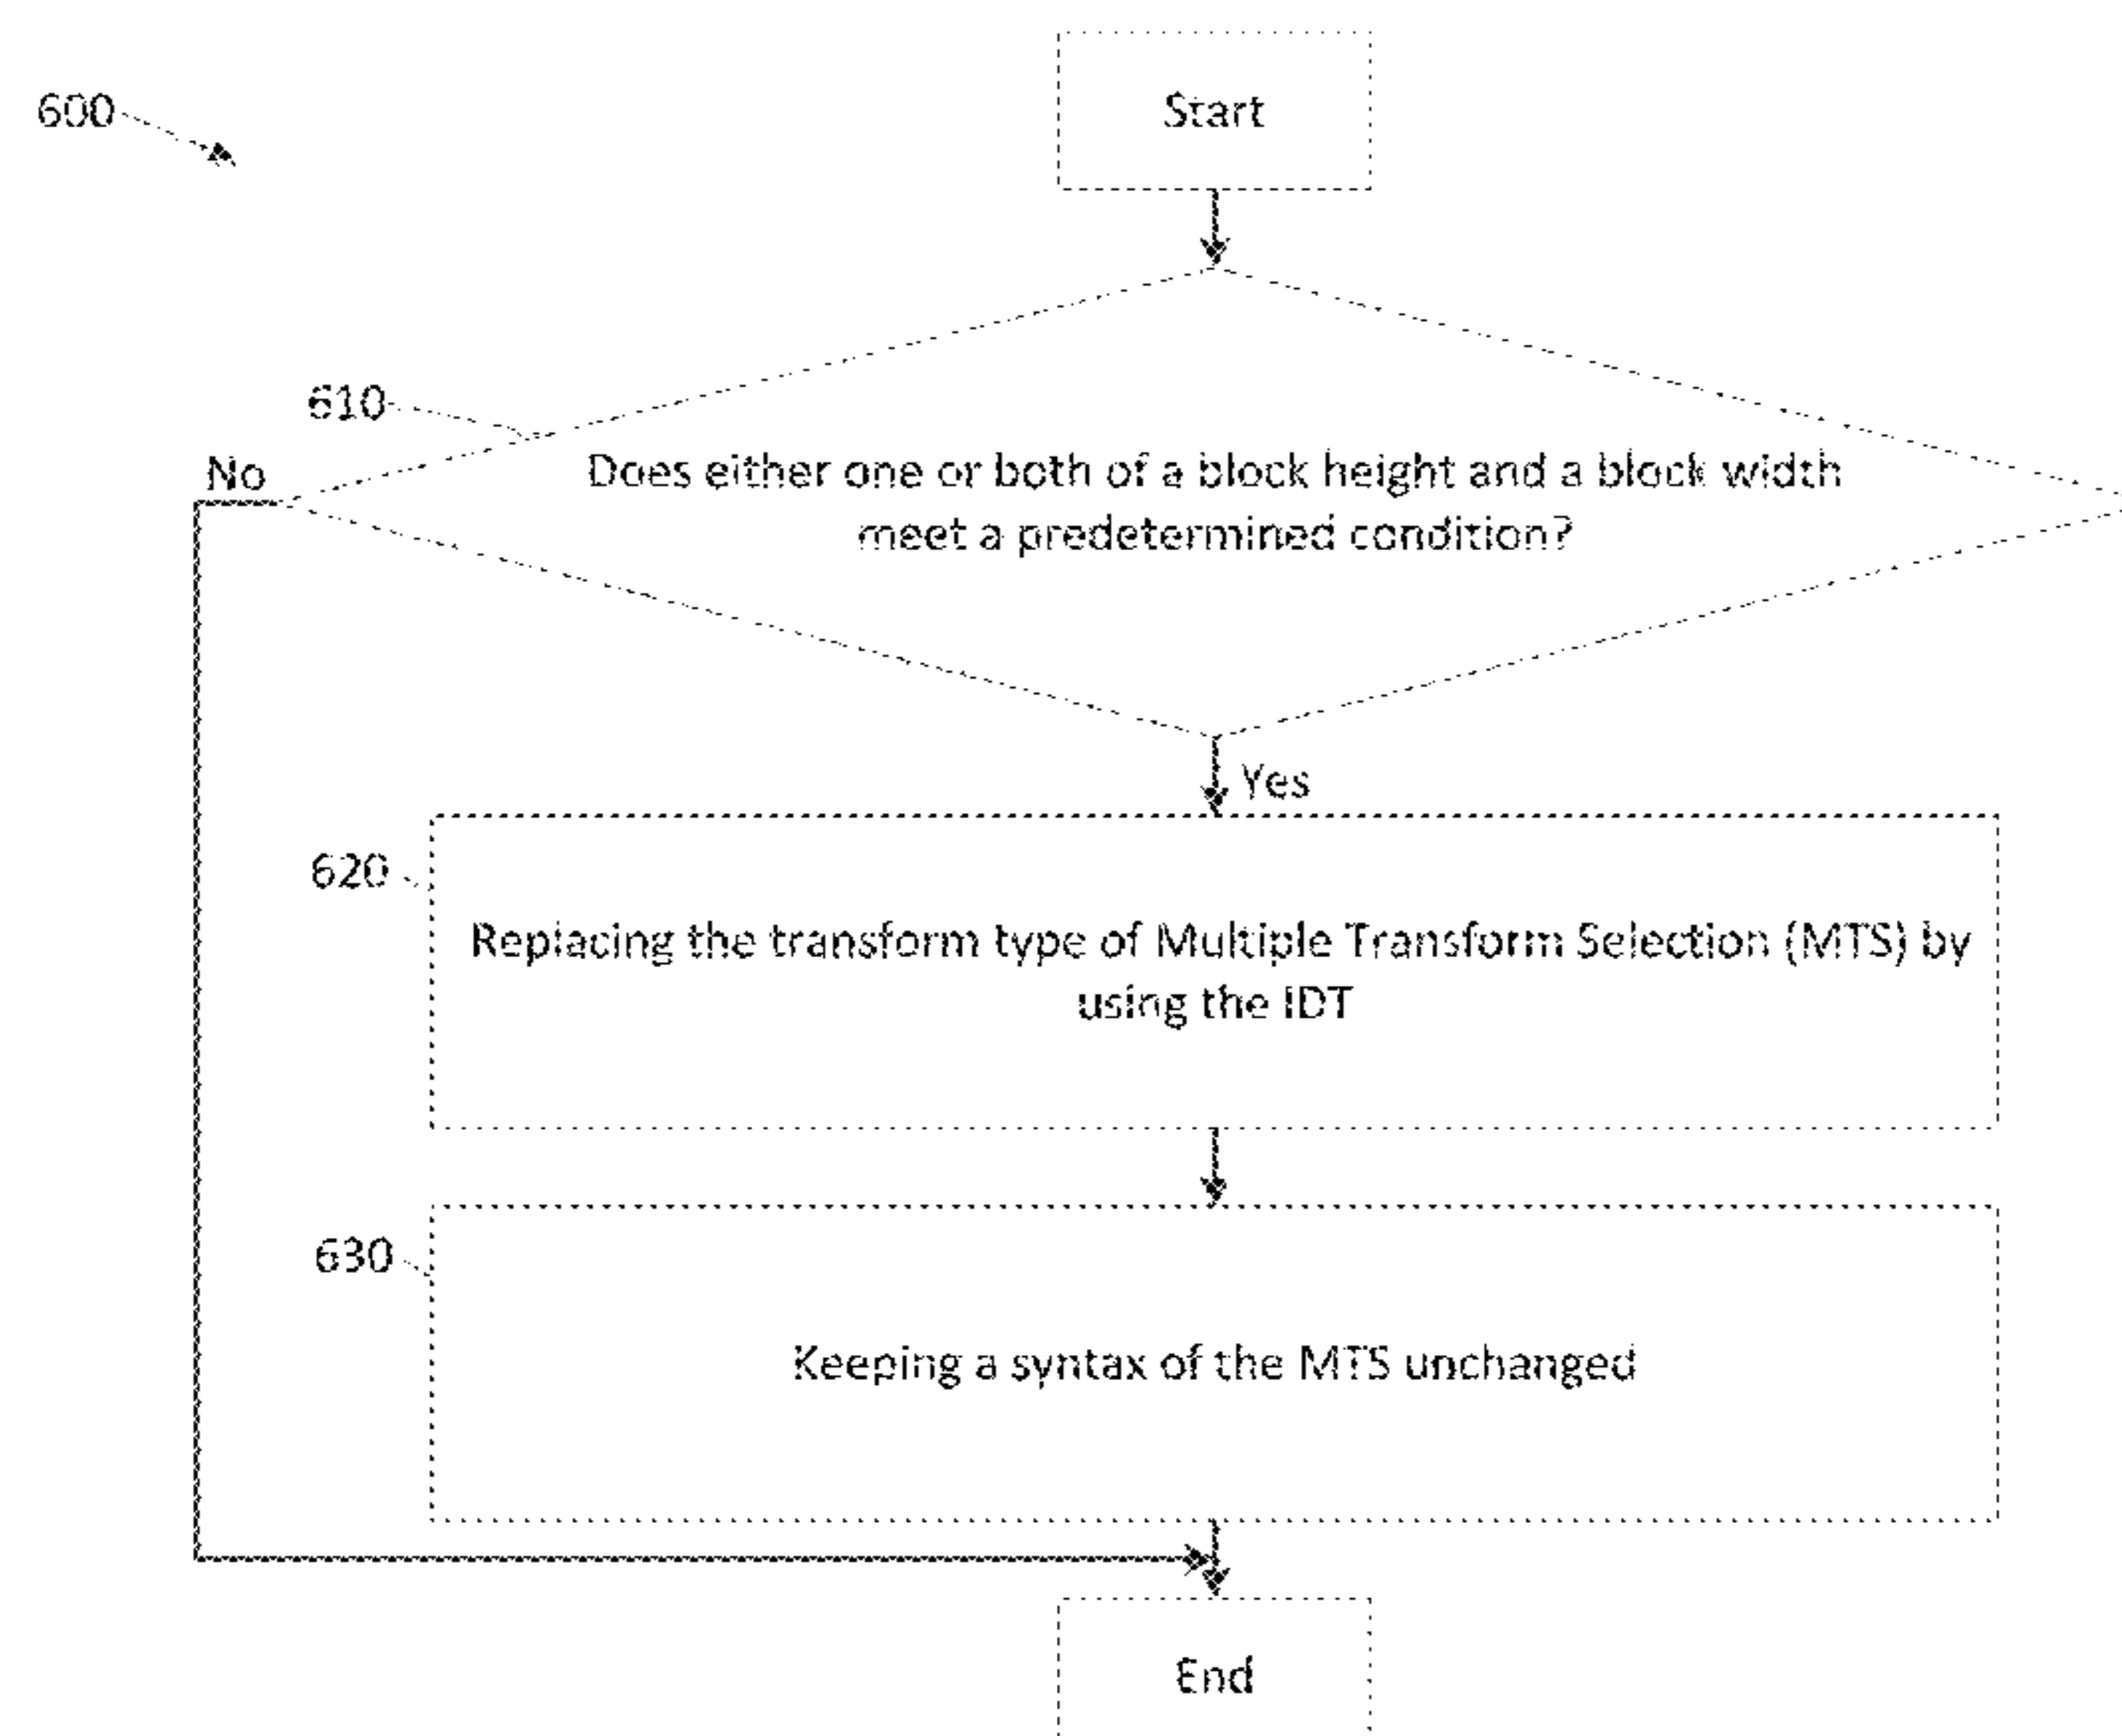 600
Start
610
No
Does either one or both of a block height and a block width
meet a predetermined condition?
Yes
620
Replacing the transform type of Multiple Transform Selection (MTS) by
using the IDT
630
Keeping a syntax of the MTS unchanged
End